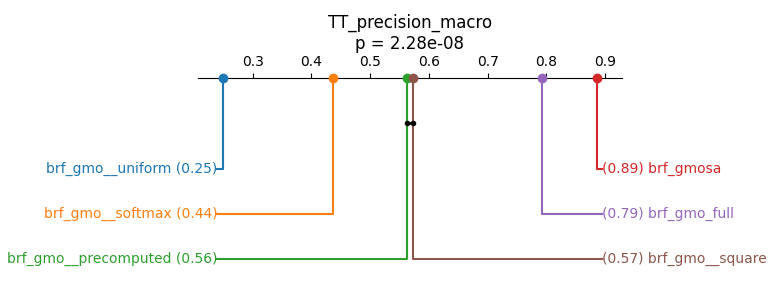 TT_precision_macro
p = 2.28e-08
0.3 0.4 0.5 0.6 0.7 0.8 0.9
brf_gmo__uniform (0.25)
(0.89) brf_gmosa
brf_gmo__softmax (0.44)
(0.79) brf_gmo_full
brf_gmo__precomputed (0.56)
(0.57) brf_gmo__square